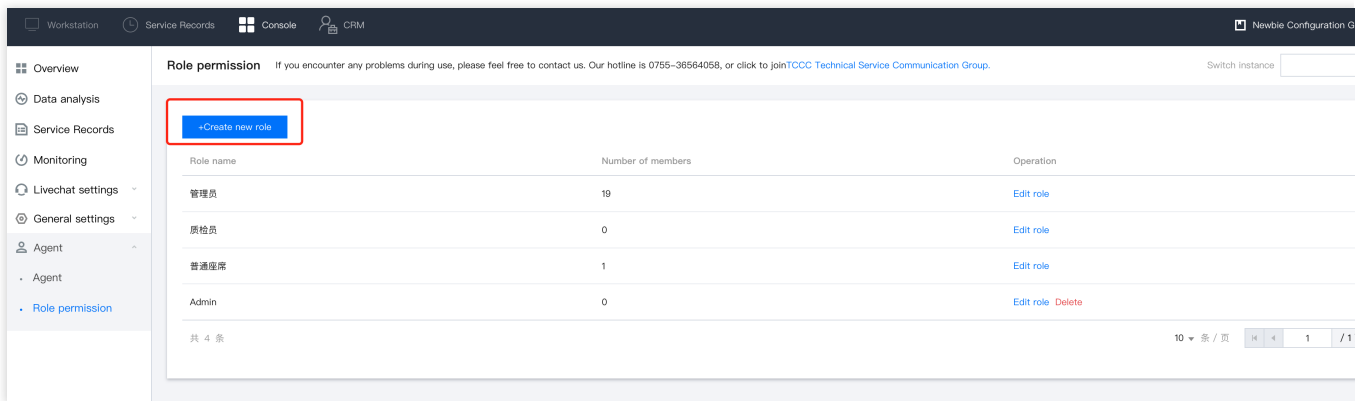 Workstation Service Records Console CRM Newbie Configuration G
Overview
Data analysis
Service Records
Monitoring
Livechat settings
General settings
Agent
Agent
Role permission
Role permission If you encounter any problems during use, please feel free to contact us. Our hotline is 0755-36564058, or click to joinTCCC Technical Service Communication Group. Switch instance
+Create new role
Role name Number of members Operation
管理员 19 Edit role
质检员 0 Edit role
普通座席 1 Edit role
Admin 0 Edit role Delete
共 4 条 10 条 / 页 1 / 1